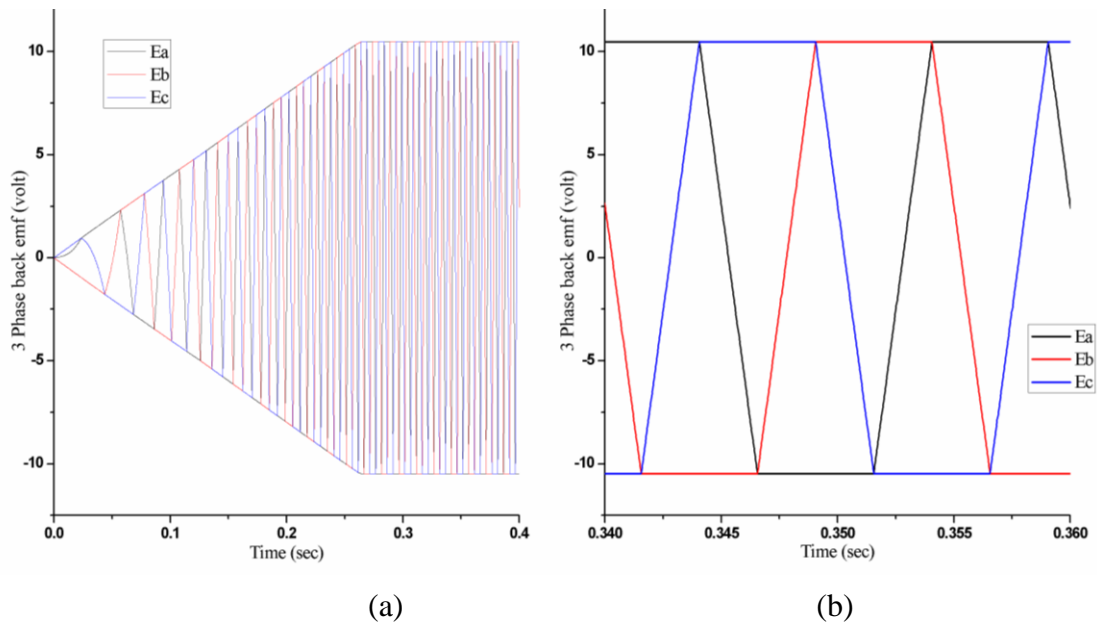 10
5
0
-5
-10
3 Phase back emf (volt)
Ea
Eb
Ec
0.0
0.1
0.2
0.3
0.4
Time (sec)
(a)
10
5
0
-5
-10
3 Phase back emf (volt)
Ea
Eb
Ec
0.340
0.345
0.350
0.355
0.360
Time (sec)
(b)